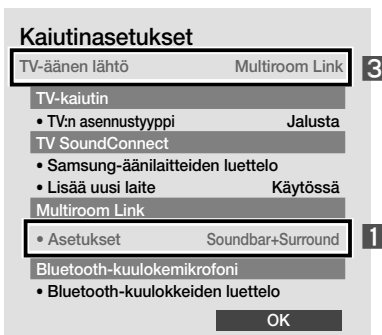 Kaiutinasetukset
TV-äänen lähtö Multiroom Link
3
TV-kaiutin
• TV:n asennustyyppi Jalusta
TV SoundConnect
• Samsung-äänilaitteiden luettelo
• Lisää uusi laite Käytössä
Multiroom Link
• Asetukset Soundbar+Surround
1
Bluetooth-kuulokemikrofoni
• Bluetooth-kuulokkeiden luettelo
OK